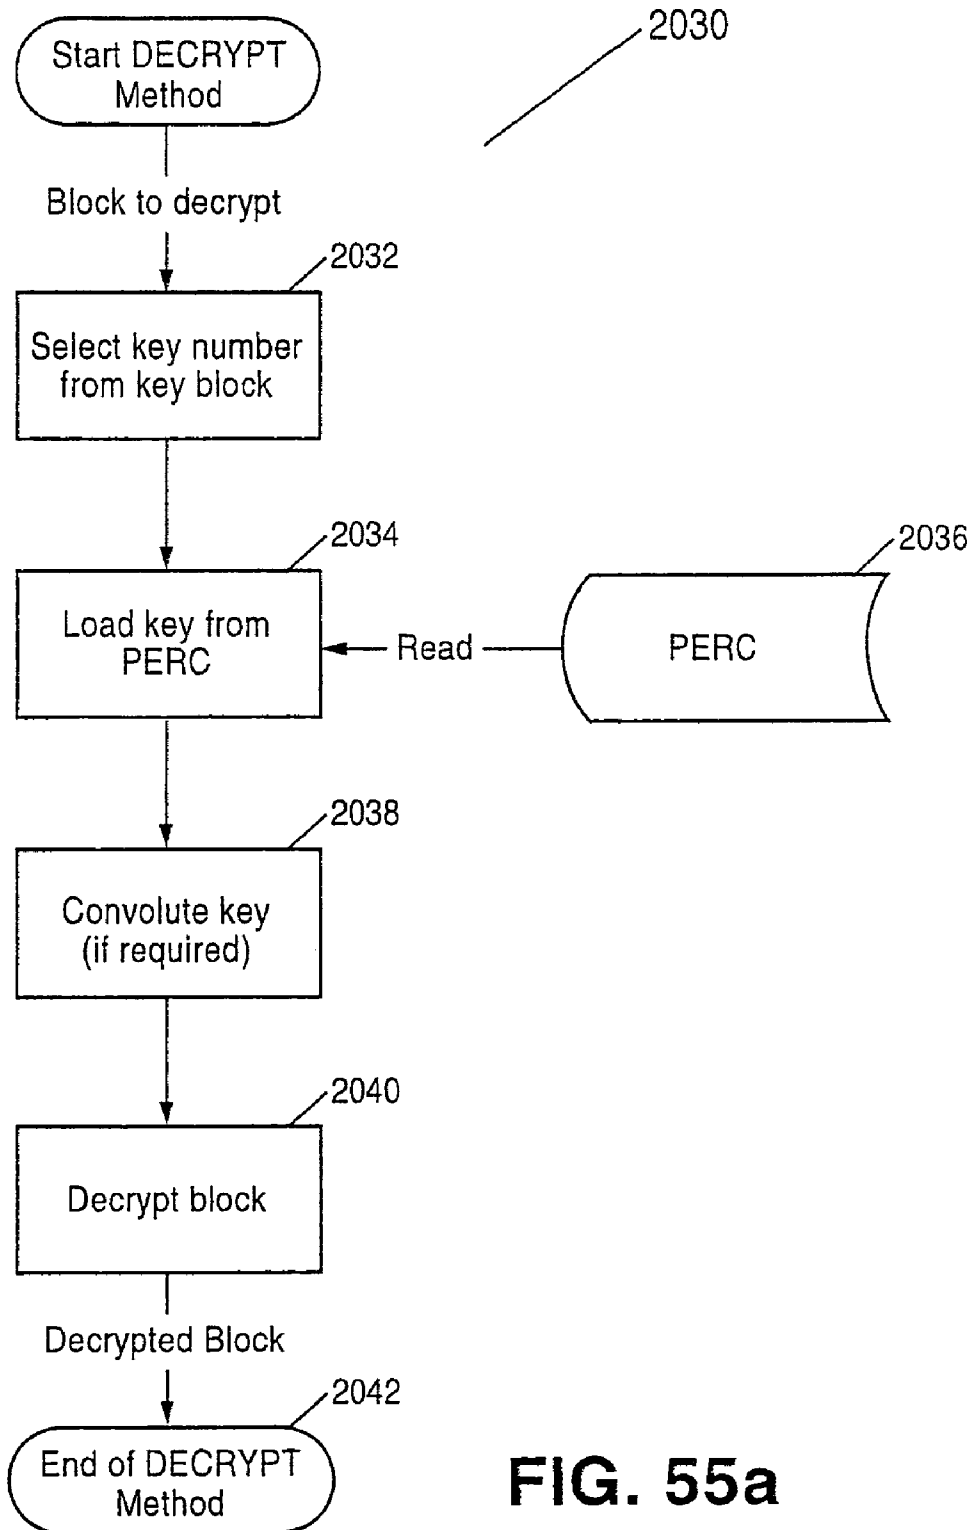 2030
Start DECRYPT
Method
Block to decrypt
2032
Select key number
from key block
2034
Load key from
PERC
Read
2036
PERC
2038
Convolute key
(if required)
2040
Decrypt block
Decrypted Block
2042
End of DECRYPT
Method
FIG. 55a